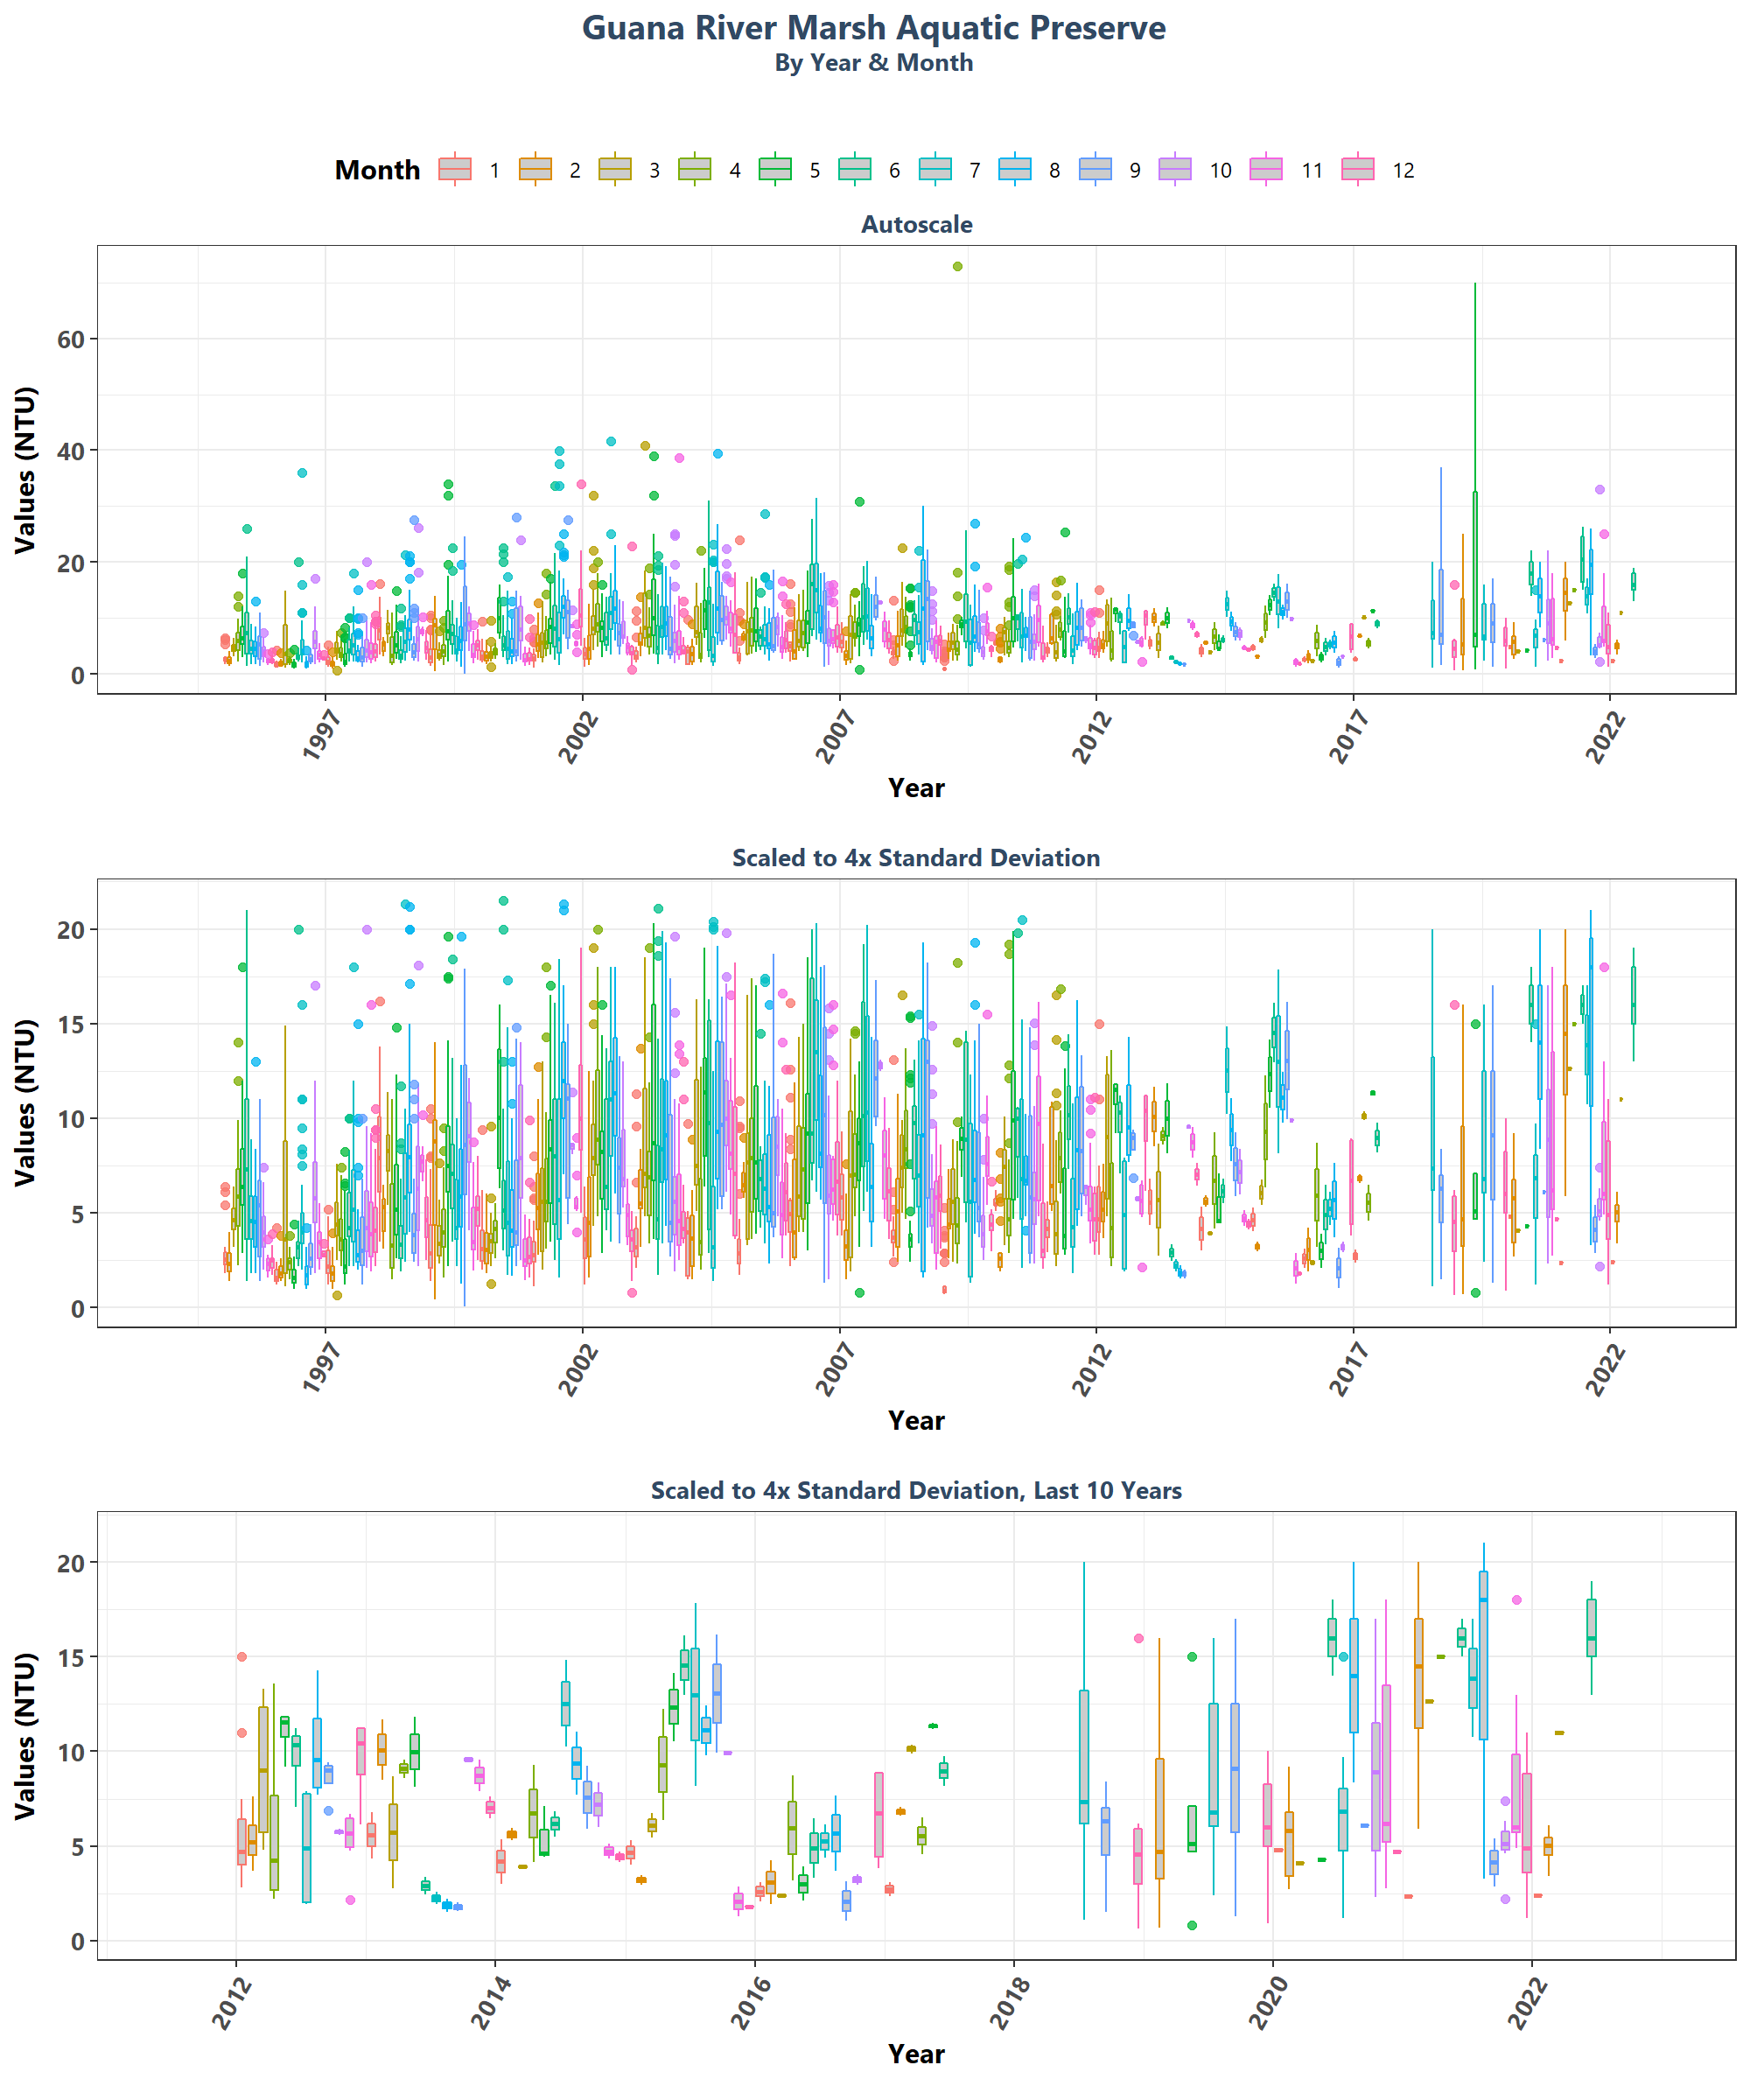 Guana River Marsh Aquatic Preserve
By Year & Month
Month 1 2 3 4 5 6 7 8 9 10 11 12
Autoscale
Values (NTU)
60
40
20
0
1997 2002 2007 2012 2017 2022
Year
Scaled to 4x Standard Deviation
Values (NTU)
20
15
10
5
0
1997 2002 2007 2012 2017 2022
Year
Scaled to 4x Standard Deviation, Last 10 Years
Values (NTU)
20
15
10
5
0
2012 2014 2016 2018 2020 2022
Year